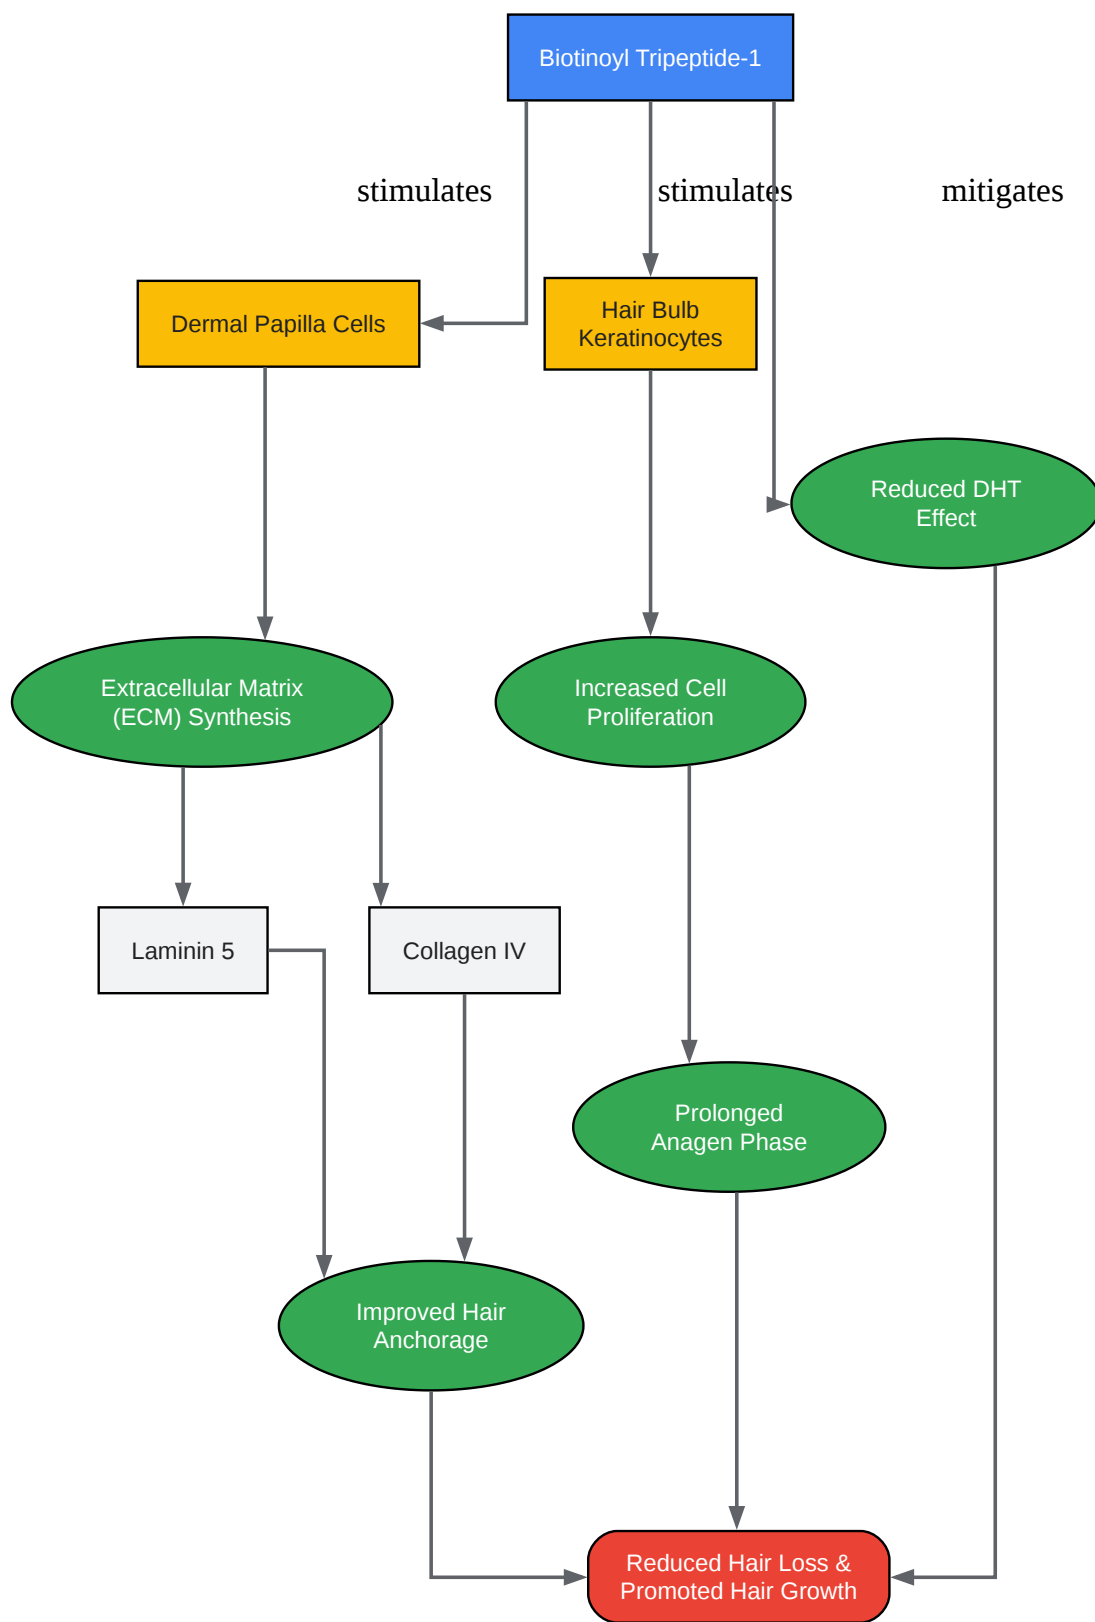 Biotinoyl Tripeptide-1
stimulates
stimulates
mitigates
Dermal Papilla Cells
Hair Bulb
Keratinocytes
Reduced DHT
Effect
Extracellular Matrix
(ECM) Synthesis
Increased Cell
Proliferation
Laminin 5
Collagen IV
Prolonged
Anagen Phase
Improved Hair
Anchorage
Reduced Hair Loss &
Promoted Hair Growth